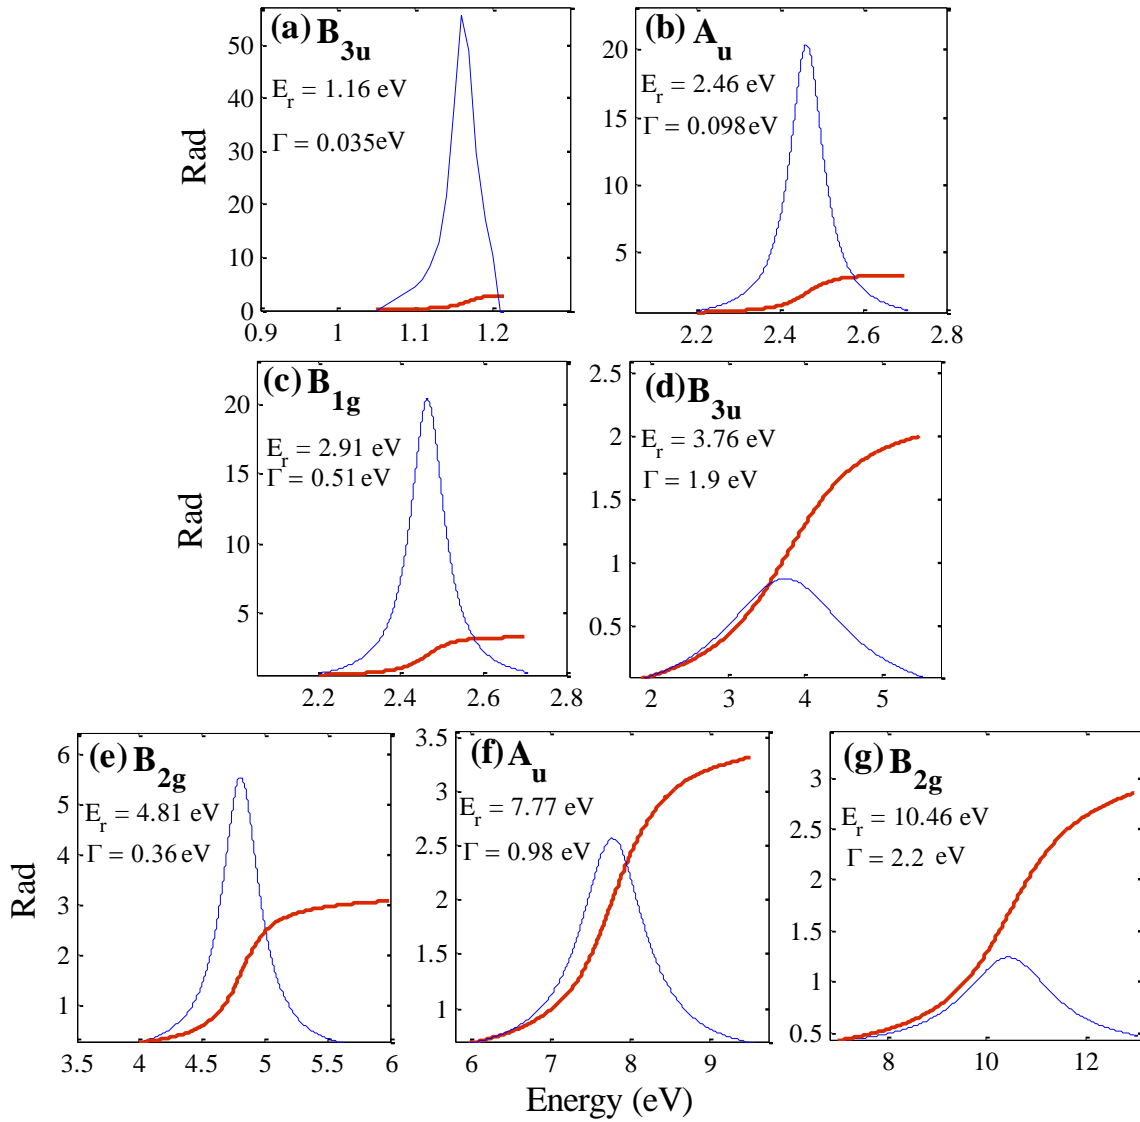 (a) B3u
Er = 1.16 eV
Γ = 0.035eV
Rad
50
40
30
20
10
0
0.9 1 1.1 1.2
(b) Au
Er = 2.46 eV
Γ = 0.098eV
20
15
10
5
2.2 2.4 2.6 2.8
(c) B1g
Er = 2.91 eV
Γ = 0.51eV
Rad
20
15
10
5
2.2 2.4 2.6 2.8
(d) B3u
Er = 3.76 eV
Γ = 1.9 eV
2.5
2
1.5
1
0.5
2 3 4 5
(e) B2g
Er = 4.81 eV
Γ = 0.36eV
Rad
6
5
4
3
2
1
3.5 4 4.5 5 5.5 6
(f) Au
Er = 7.77 eV
Γ = 0.98 eV
3.5
3
2.5
2
1.5
1
6 7 8 9
(g) B2g
Er = 10.46 eV
Γ = 2.2 eV
3
2.5
2
1.5
1
0.5
8 10 12
Energy (eV)